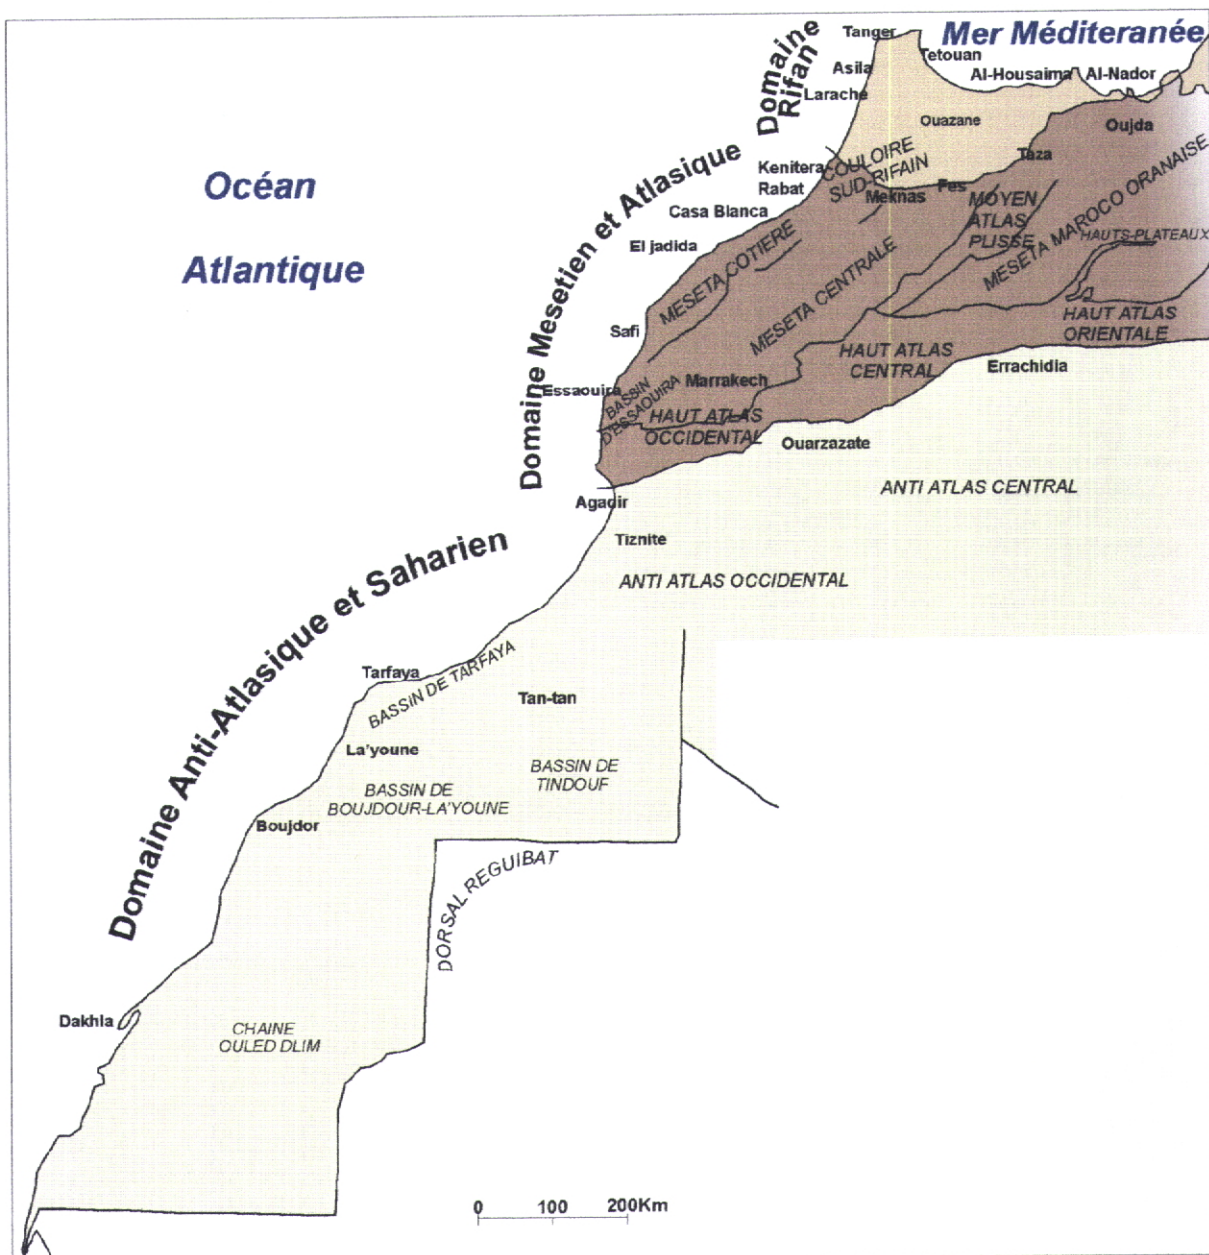 Mer Méditeranée
Tanger
Tetouan
Asila
Al-Housaima
Al-Nador
Larache
Domaine
Rifan
Ouazane
Oujda
Océan
Atlantique
Domaine Mesetien et Atlasique
Kenitera
Rabat
COULOIRE
SUD-RIFAIN
Taza
Fes
Meknas
Casa Blanca
MOYEN
ATLAS
PLISSE
MESETA MAROCO ORANAISE
HAUTS-PLATEAUX
El jadida
MESETA COTIERE
MESETA CENTRALE
Safi
HAUT ATLAS
ORIENTALE
HAUT ATLAS
CENTRAL
Errachidia
Essaouira
BASSIN
D'ESSAOUIRA
Marrakech
HAUT ATLAS
OCCIDENTAL
Ouarzazate
Agadir
ANTI ATLAS CENTRAL
Tiznite
ANTI ATLAS OCCIDENTAL
Domaine Anti-Atlasique et Saharien
Tarfaya
BASSIN DE TARFAYA
Tan-tan
La'youne
BASSIN DE
TINDOUF
BASSIN DE
BOUJDOUR-LA'YOUNE
Boujdor
DORSAL REGUIBAT
Dakhla
CHAINE
OULED DLIM
0 100 200Km